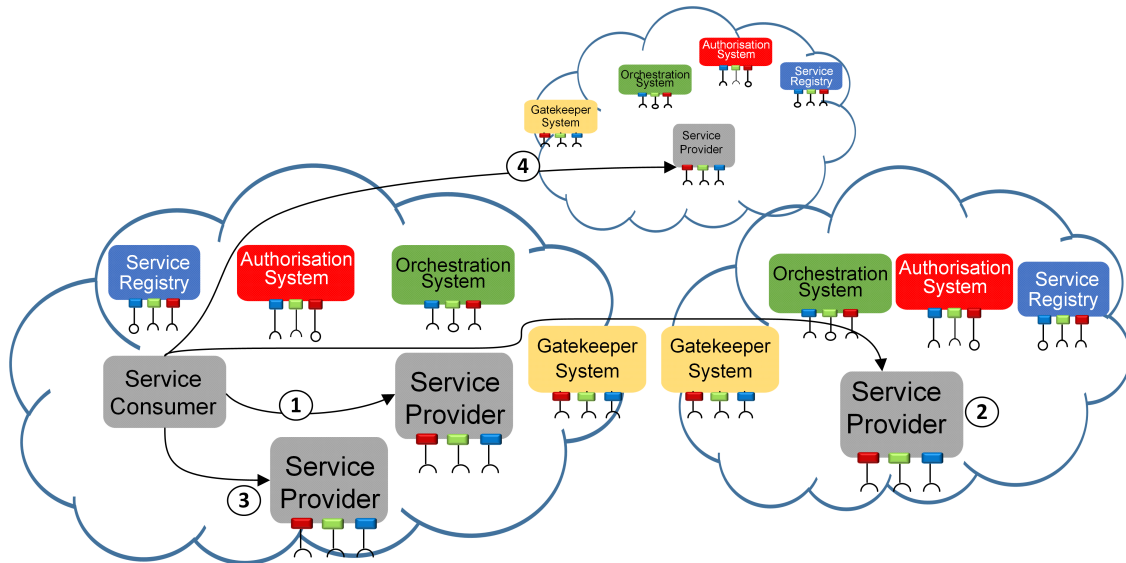 Authorisation
System
Orchestration
System
Service
Registry
Gatekeeper
System
Service
Provider
4
Service
Registry
Authorisation
System
Orchestration
System
Gatekeeper
System
Service
Consumer
1
Service
Provider
3
Service
Provider
Orchestration
System
Authorisation
System
Service
Registry
Gatekeeper
System
Service
Provider
2